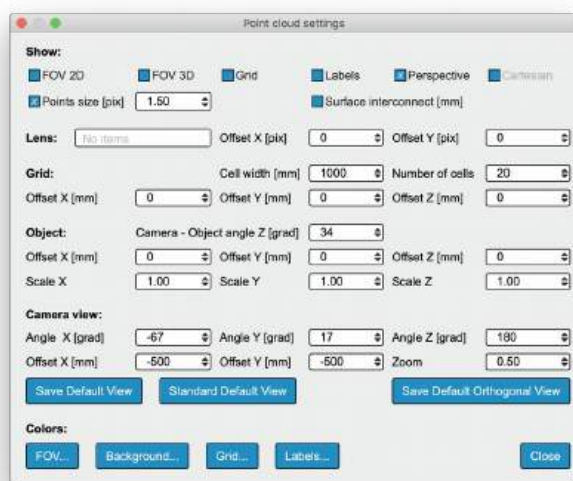 Point cloud settings
Show:
FOV 2D FOV 3D Grid Labels Perspective Cartesian
Points size [pix] 1.50 Surface interconnect [mm]
Lens: No items Offset X [pix] 0 Offset Y [pix] 0
Grid: Cell width [mm] 1000 Number of cells 20
Offset X [mm] 0 Offset Y [mm] 0 Offset Z [mm] 0
Object: Camera - Object angle Z [grad] 34
Offset X [mm] 0 Offset Y [mm] 0 Offset Z [mm] 0
Scale X 1.00 Scale Y 1.00 Scale Z 1.00
Camera view:
Angle X [grad] -67 Angle Y [grad] 17 Angle Z [grad] 180
Offset X [mm] -500 Offset Y [mm] -500 Zoom 0.50
Save Default View Standard Default View Save Default Orthogonal View
Colors:
FOV... Background... Grid... Labels... Close